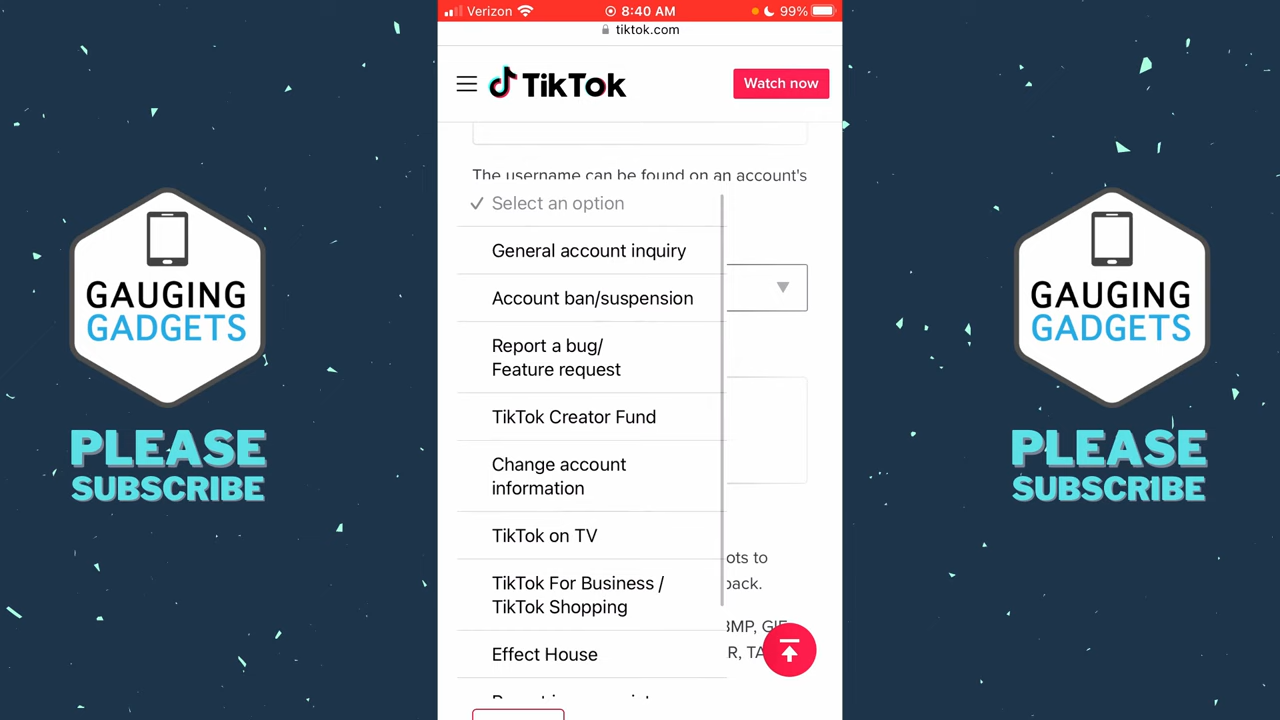 Verizon 8:40 AM 99%
tiktok.com
TikTok
Watch now
The username can be found on an account's
Select an option
General account inquiry
Account ban/suspension
Report a bug/
Feature request
TikTok Creator Fund
Change account
information
TikTok on TV
ots to
TikTok For Business /
TikTok Shopping
back.
Effect House
GAUGING
GADGETS
PLEASE
SUBSCRIBE
GAUGING
GADGETS
PLEASE
SUBSCRIBE